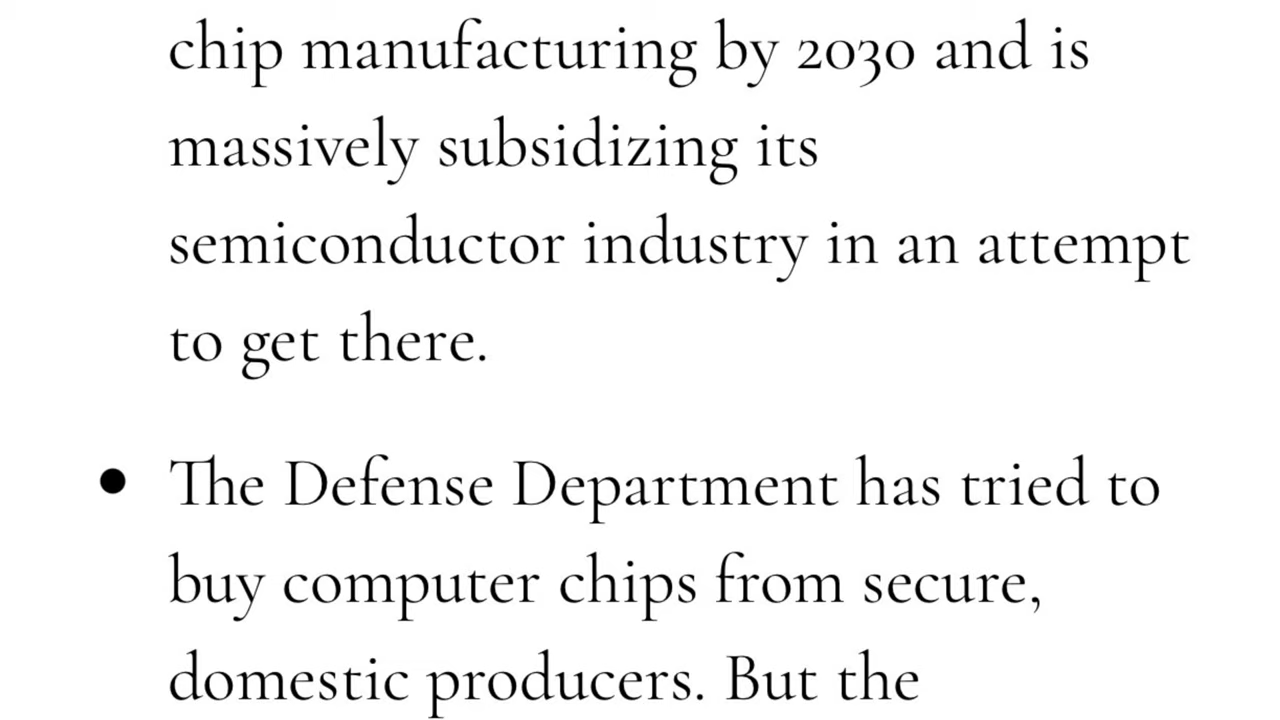 chip manufacturing by 2030 and is
massively subsidizing its
semiconductor industry in an attempt
to get there.
• The Defense Department has tried to
buy computer chips from secure,
domestic producers. But the